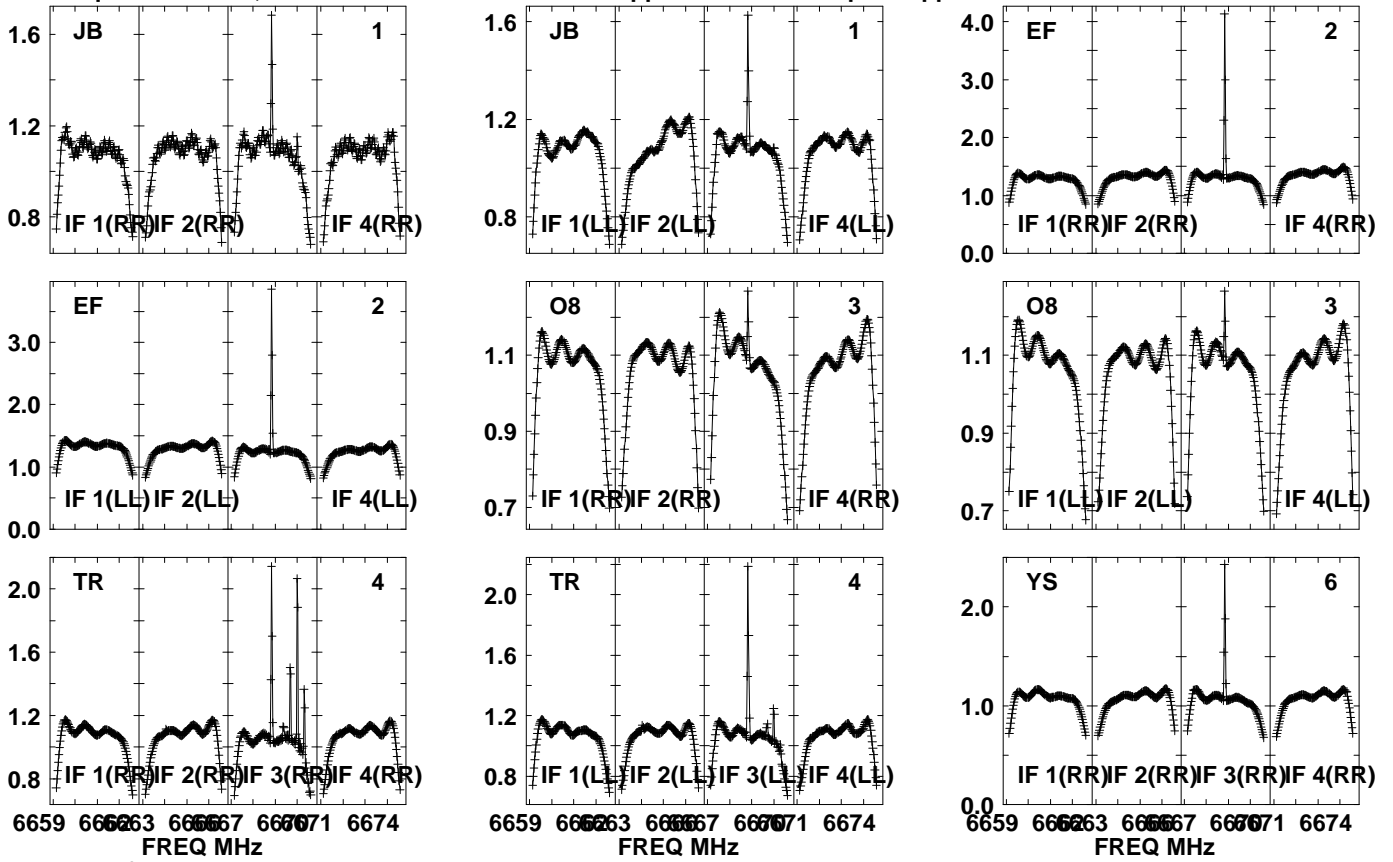 JB 1
1.6
1.2
0.8
IF 1(RR) IF 2(RR) IF 4(RR)
JB 1
1.6
1.2
0.8
IF 1(LL) IF 2(LL) IF 4(LL)
EF 2
4.0
3.0
2.0
1.0
0.0
IF 1(RR) IF 2(RR) IF 4(RR)
EF 2
3.0
2.0
1.0
0.0
IF 1(LL) IF 2(LL) IF 4(LL)
O8 3
1.1
0.9
0.7
IF 1(RR) IF 2(RR) IF 4(RR)
O8 3
1.1
0.9
0.7
IF 1(LL) IF 2(LL) IF 4(LL)
TR 4
2.0
1.6
1.2
0.8
IF 1(RR) IF 2(RR) IF 3(RR) IF 4(RR)
6659 6671 6674
FREQ MHz
TR 4
2.0
1.6
1.2
0.8
IF 1(LL) IF 2(LL) IF 3(LL) IF 4(LL)
6659 6671 6674
FREQ MHz
YS 6
2.0
1.0
0.0
IF 1(RR) IF 2(RR) IF 3(RR) IF 4(RR)
6659 6671 6674
FREQ MHz